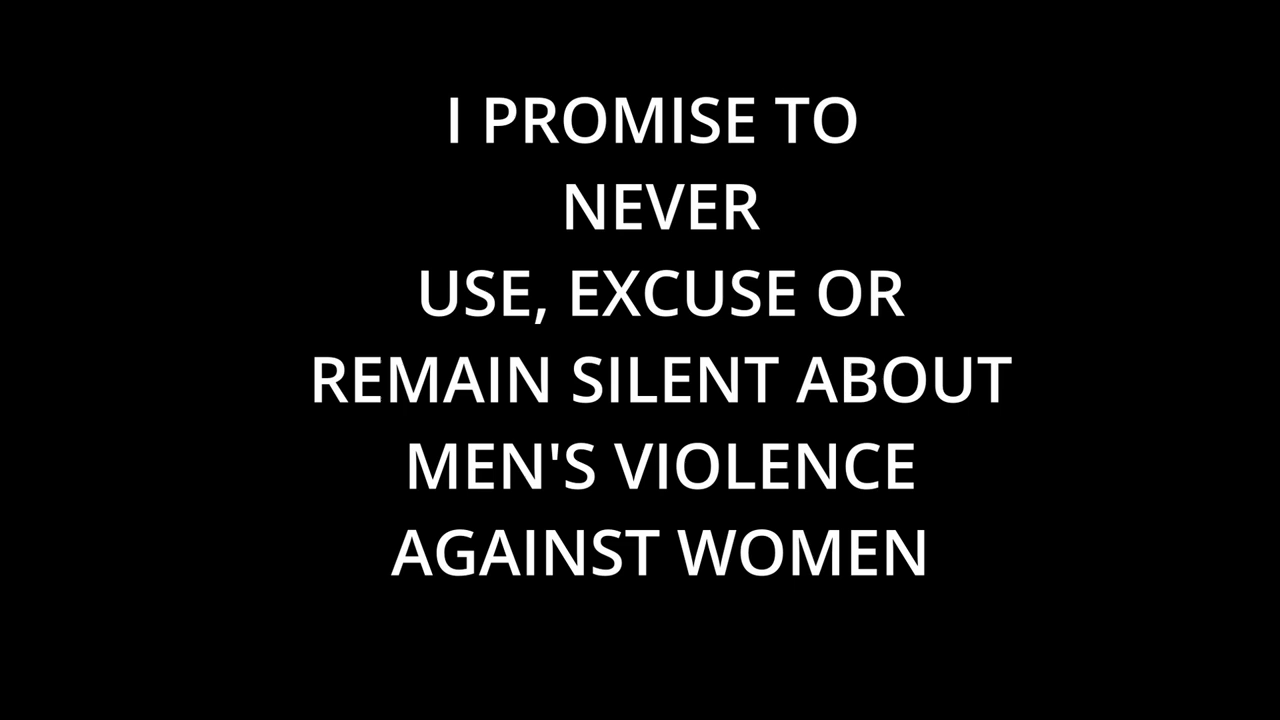 I PROMISE TO
NEVER
USE, EXCUSE OR
REMAIN SILENT ABOUT
MEN'S VIOLENCE
AGAINST WOMEN